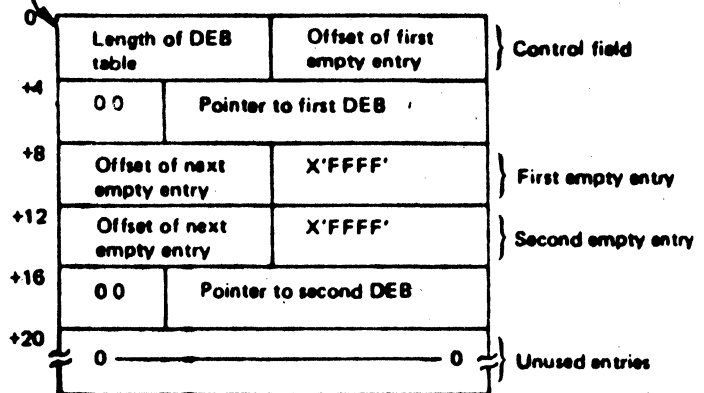 0
Length of DEB Offset of first
table empty entry
Control field
+4
00 Pointer to first DEB
+8
Offset of next X'FFFF'
empty entry
First empty entry
+12
Offset of next X'FFFF'
empty entry
Second empty entry
+16
00 Pointer to second DEB
+20
0 0
Unused entries